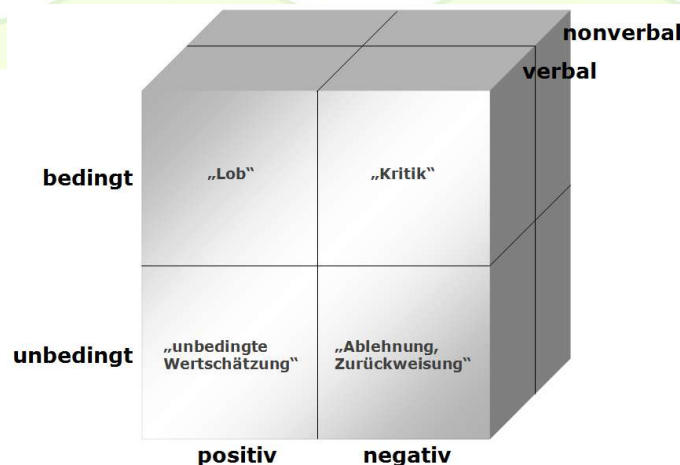 nonverbal
verbal
bedingt
„Lob“
„Kritik“
unbedingt
„unbedingte
Wertschätzung“
„Ablehnung,
Zurückweisung“
positiv
negativ